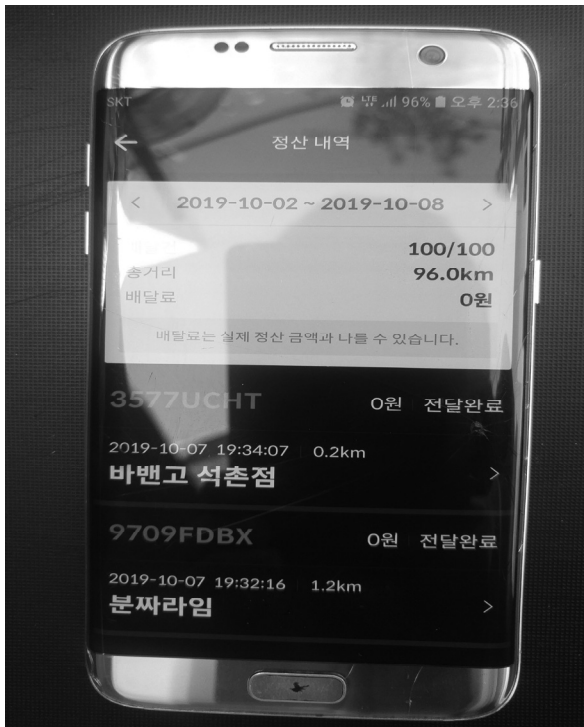 SKT LTE 96% 오후 2:36
정산 내역
< 2019-10-02 ~ 2019-10-08 >
100/100
총거리 96.0km
배달료 0원
배탈료는 실제 정산 금액과 나틀 수 있습니다.
3577UCHT 0원 전달완료
2019-10-07 19:34:07 0.2km
바밴고 석촌점 >
9709FDBX 0원 전달완료
2019-10-07 19:32:16 1.2km
분짜라임 >